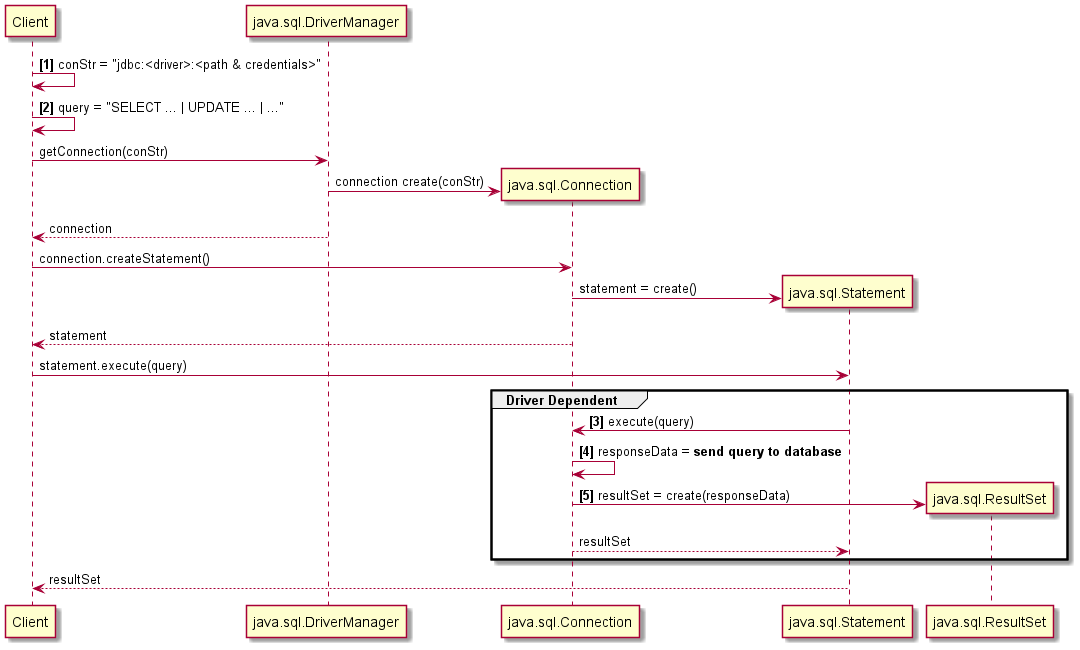 Client
java.sql.DriverManager
[1] conStr = "jdbc:<driver>:<path & credentials>"
[2] query = "SELECT ... | UPDATE ... | ..."
getConnection(conStr)
connection create(conStr)
java.sql.Connection
connection
connection.createStatement()
statement = create()
java.sql.Statement
statement
statement.execute(query)
Driver Dependent
[3] execute(query)
[4] responseData = send query to database
[5] resultSet = create(responseData)
java.sql.ResultSet
resultSet
resultSet
Client
java.sql.DriverManager
java.sql.Connection
java.sql.Statement
java.sql.ResultSet